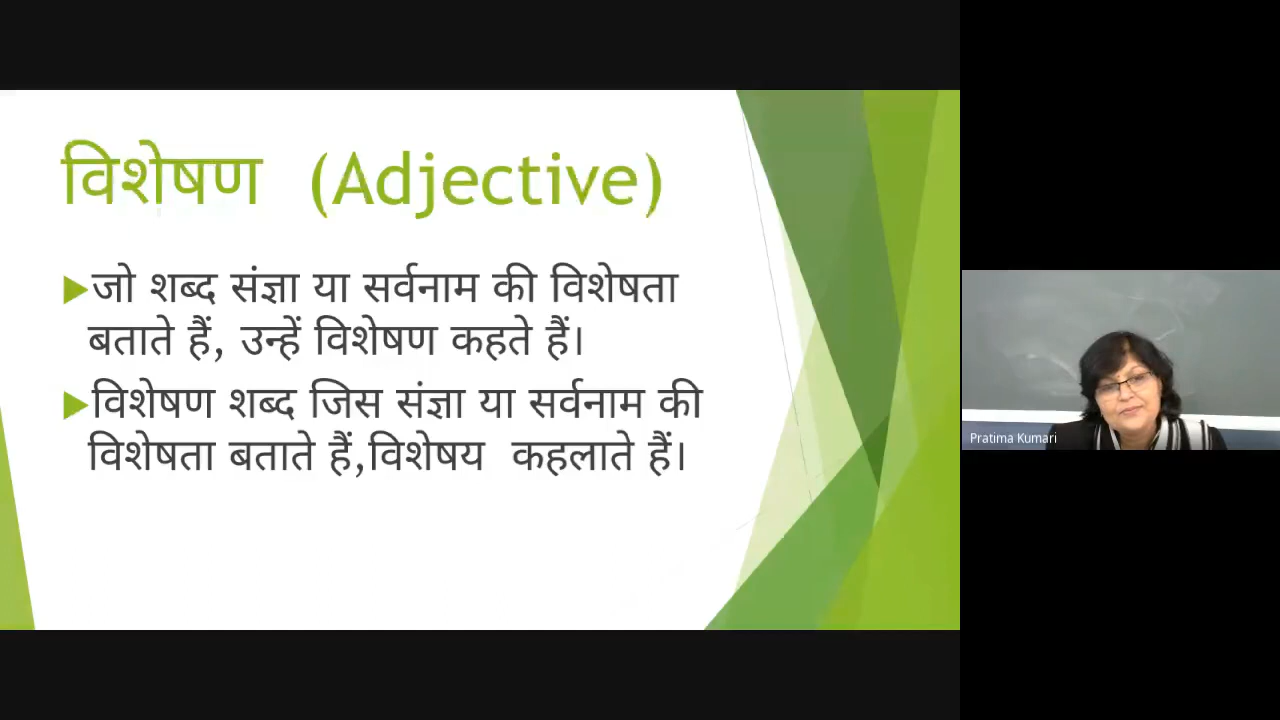 विशेषण (Adjective)
जो शब्द संज्ञा या सर्वनाम की विशेषता
बताते हैं, उन्हें विशेषण कहते हैं।
विशेषण शब्द जिस संज्ञा या सर्वनाम की
विशेषता बताते हैं,विशेषय कहलाते हैं।
Pratima Kumari